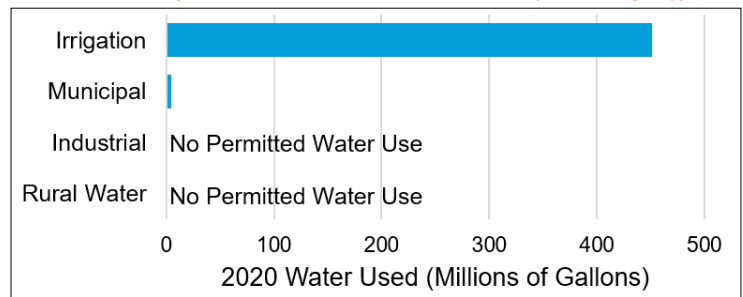 Irrigation
Municipal
Industrial No Permitted Water Use
Rural Water No Permitted Water Use
0 100 200 300 400 500
2020 Water Used (Millions of Gallons)